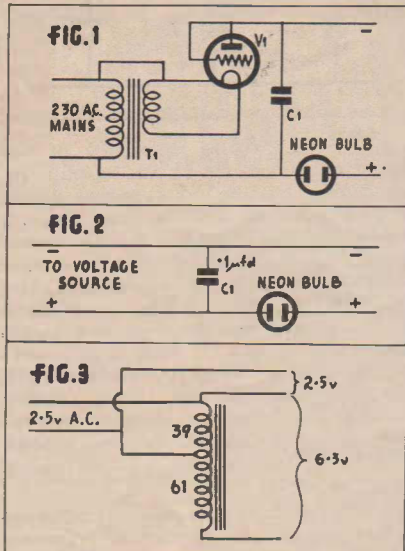 FIG. 1
V1
-
230 A.C.
MAINS
T1
C1
NEON BULB
+
FIG. 2
-
-
TO VOLTAGE
SOURCE
·1μfd
C1
NEON BULB
+
+
FIG. 3
2·5v
2·5v A.C.
39
6·3v
61